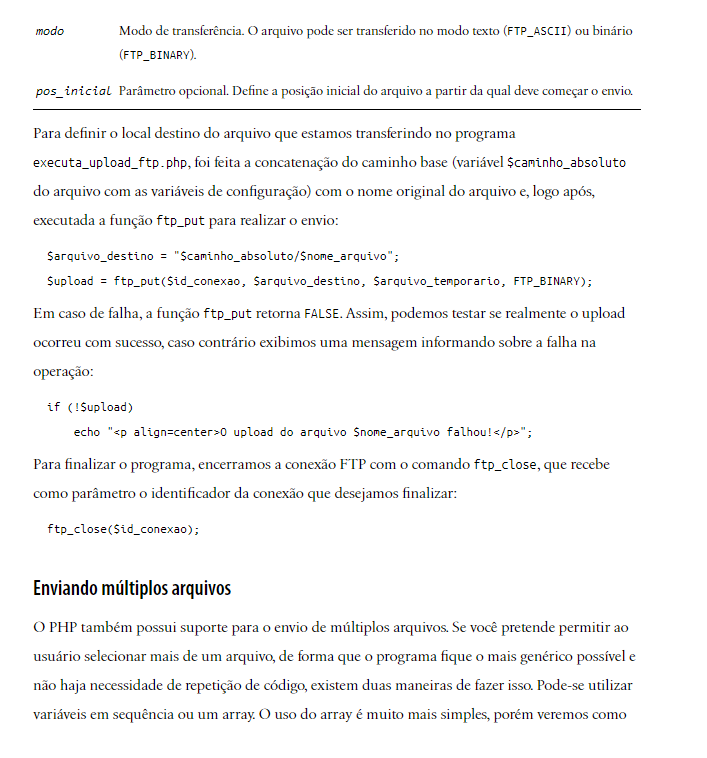 modo Modo de transferência. O arquivo pode ser transferido no modo texto (FTP_ASCII) ou binário
(FTP_BINARY).
pos_inicial Parâmetro opcional. Define a posição inicial do arquivo a partir da qual deve começar o envio.
Para definir o local destino do arquivo que estamos transferindo no programa
executa_upload_ftp.php, foi feita a concatenação do caminho base (variável $caminho_absoluto
do arquivo com as variáveis de configuração) com o nome original do arquivo e, logo após,
executada a função ftp_put para realizar o envio:
$arquivo_destino = "$caminho_absoluto/$nome_arquivo";
$upload = ftp_put($id_conexao, $arquivo_destino, $arquivo_temporario, FTP_BINARY);
Em caso de falha, a função ftp_put retorna FALSE. Assim, podemos testar se realmente o upload
ocorreu com sucesso, caso contrário exibimos uma mensagem informando sobre a falha na
operação:
if (!$upload)
echo "<p align=center>O upload do arquivo $nome_arquivo falhou!</p>";
Para finalizar o programa, encerramos a conexão FTP com o comando ftp_close, que recebe
como parâmetro o identificador da conexão que desejamos finalizar:
ftp_close($id_conexao);
Enviando múltiplos arquivos
O PHP também possui suporte para o envio de múltiplos arquivos. Se você pretende permitir ao
usuário selecionar mais de um arquivo, de forma que o programa fique o mais genérico possível e
não haja necessidade de repetição de código, existem duas maneiras de fazer isso. Pode-se utilizar
variáveis em sequência ou um array. O uso do array é muito mais simples, porém veremos como